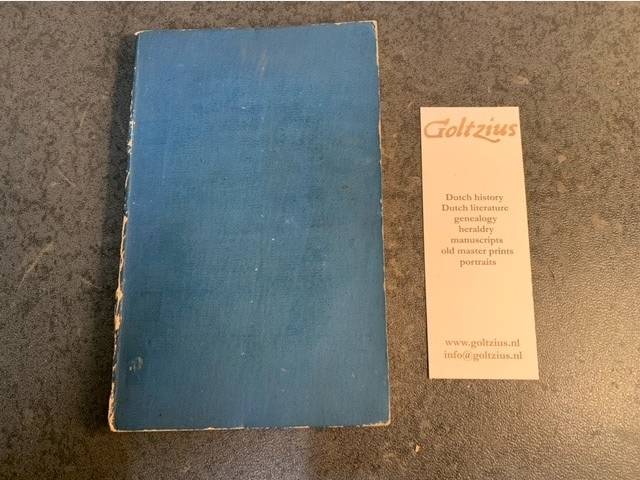 Goltzius
Dutch history
Dutch literature
genealogy
heraldry
manuscripts
old master prints
portraits
www.goltzius.nl
info@goltzius.nl